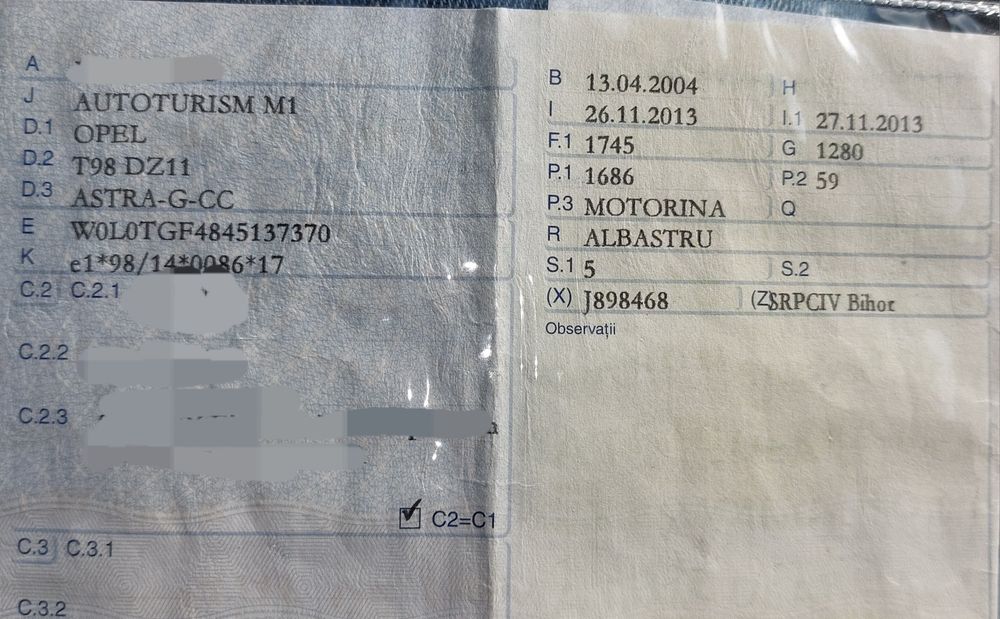 A
J AUTOTURISM M1
D.1 OPEL
D.2 T98 DZ11
D.3 ASTRA-G-CC
E W0L0TGF4845137370
K e1*98/14*0086*17
C.2 C.2.1
C.2.2
C.2.3
C2=C1
C.3 C.3.1
C.3.2
B 13.04.2004 H
I 26.11.2013 I.1 27.11.2013
F.1 1745 G 1280
P.1 1686 P.2 59
P.3 MOTORINA Q
R ALBASTRU
S.1 5 S.2
(X) J898468 (Z) SRPCIV Bihor
Observații